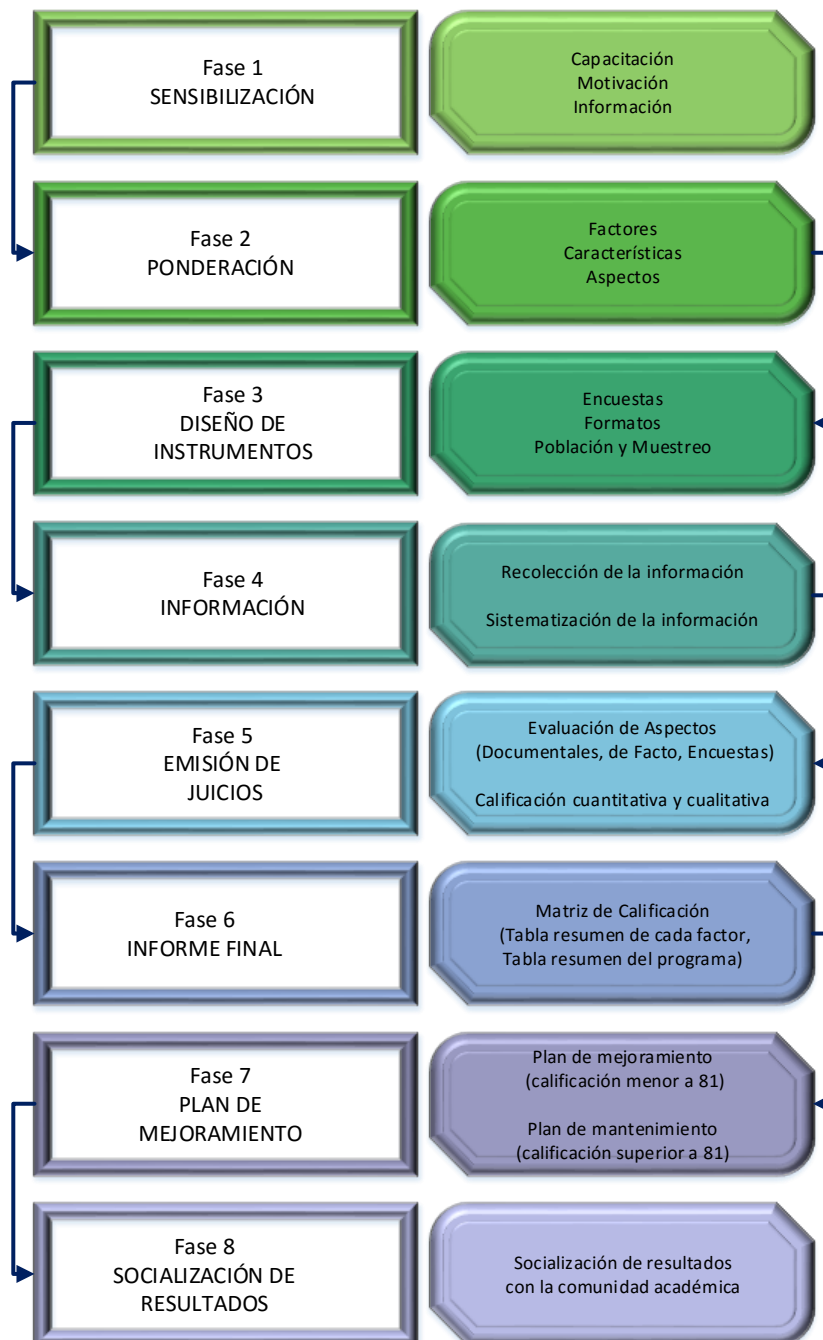 Fase 1
SENSIBILIZACIÓN
Capacitación
Motivación
Información
Fase 2
PONDERACIÓN
Factores
Características
Aspectos
Fase 3
DISEÑO DE
INSTRUMENTOS
Encuestas
Formatos
Población y Muestreo
Fase 4
INFORMACIÓN
Recolección de la información
Sistematización de la información
Fase 5
EMISIÓN DE
JUICIOS
Evaluación de Aspectos
(Documentales, de Facto, Encuestas)
Calificación cuantitativa y cualitativa
Fase 6
INFORME FINAL
Matriz de Calificación
(Tabla resumen de cada factor,
Tabla resumen del programa)
Fase 7
PLAN DE
MEJORAMIENTO
Plan de mejoramiento
(calificación menor a 81)
Plan de mantenimiento
(calificación superior a 81)
Fase 8
SOCIALIZACIÓN DE
RESULTADOS
Socialización de resultados
con la comunidad académica